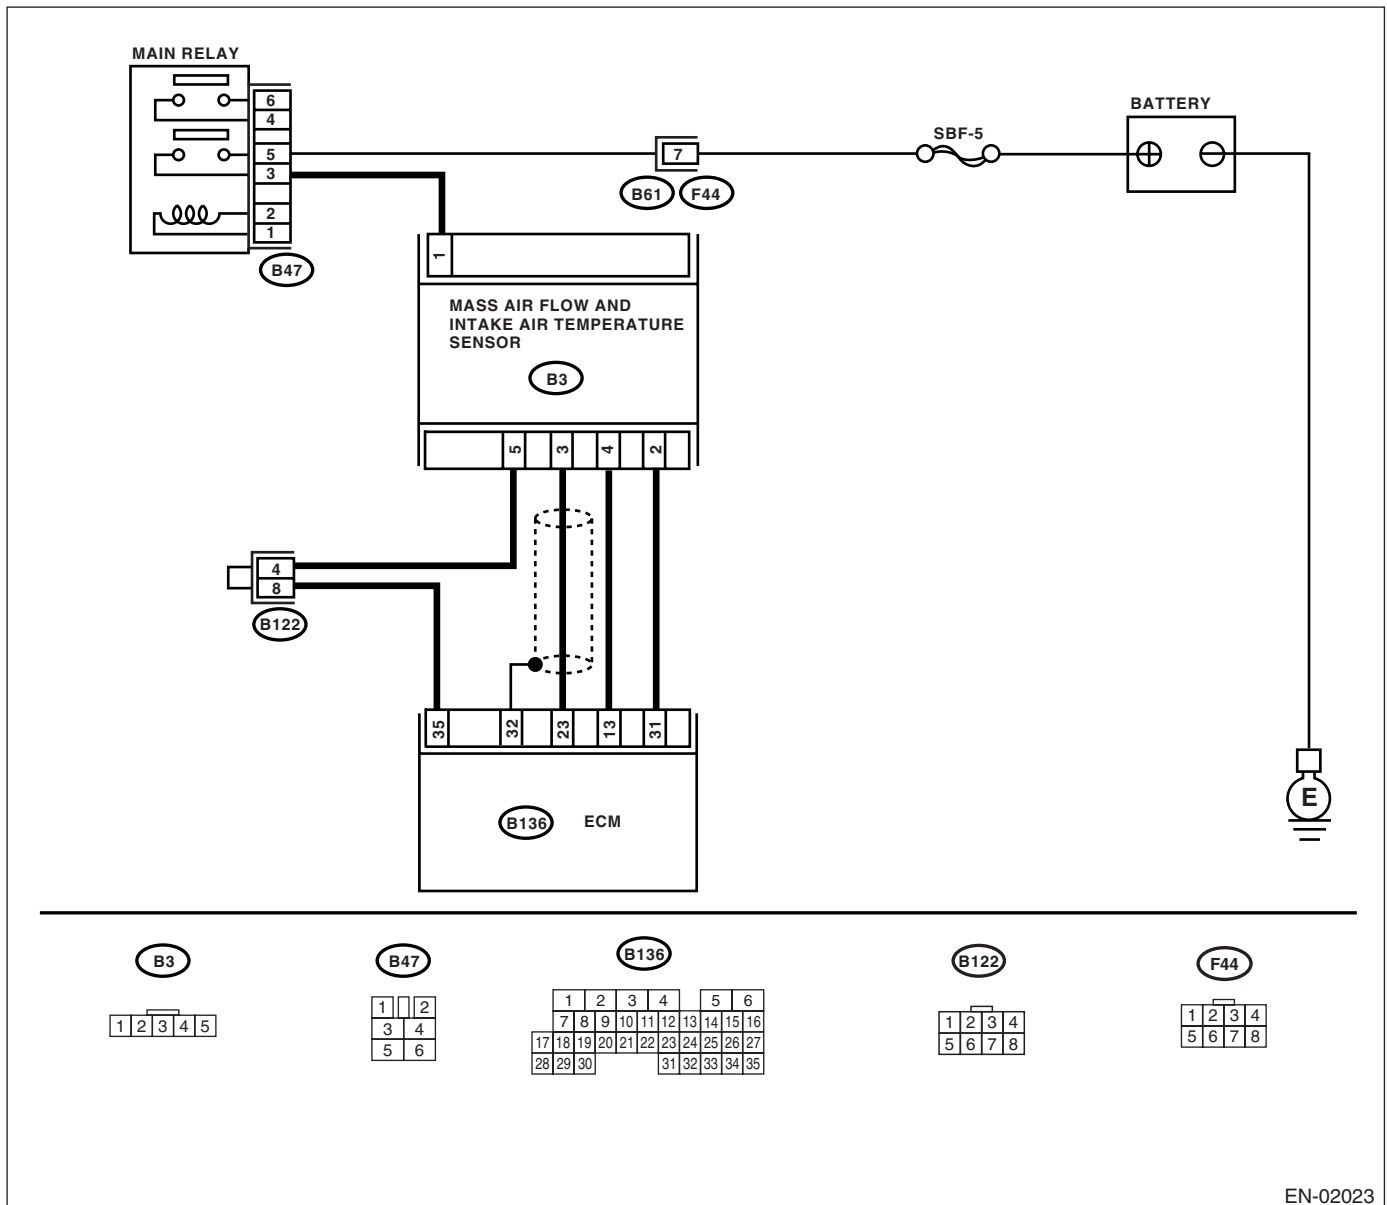 MAIN RELAY
6
4
5
3
2
1
B47
7
B61 F44
SBF-5
BATTERY
1
MASS AIR FLOW AND
INTAKE AIR TEMPERATURE
SENSOR
B3
5 3 4 2
4
8
B122
35 32 23 13 31
B136 ECM
E
B3
1 2 3 4 5
B47
1 2
3 4
5 6
B136
1 2 3 4 5 6
7 8 9 10 11 12 13 14 15 16
17 18 19 20 21 22 23 24 25 26 27
28 29 30 31 32 33 34 35
B122
1 2 3 4
5 6 7 8
F44
1 2 3 4
5 6 7 8
EN-02023